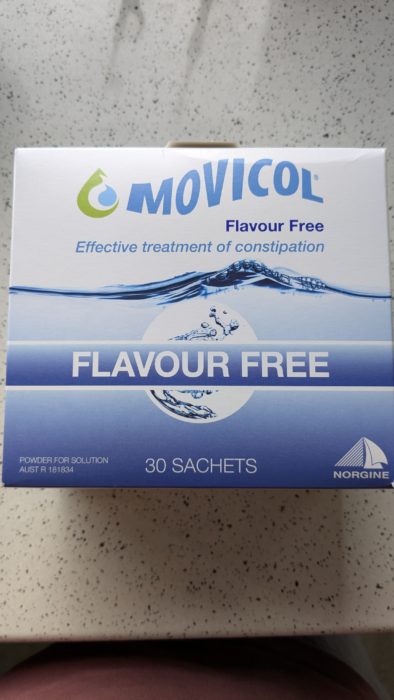 MOVICOL®
Flavour Free
Effective treatment of constipation
FLAVOUR FREE
POWDER FOR SOLUTION
AUST R 181834
30 SACHETS
NORGINE